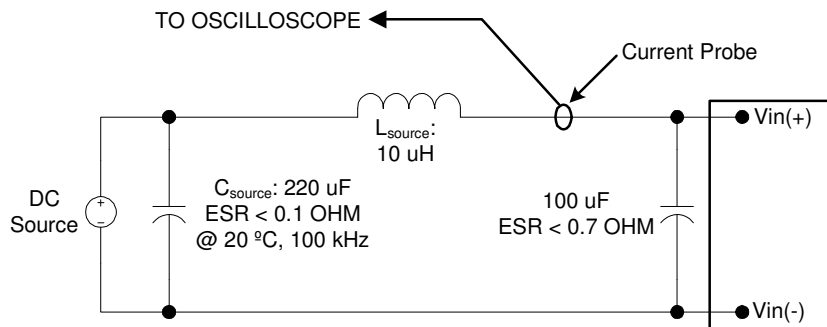 TO OSCILLOSCOPE
Current Probe
Lsource:
10 uH
Vin(+)
DC
Source
+
−
Csource: 220 uF
ESR < 0.1 OHM
@ 20 ºC, 100 kHz
100 uF
ESR < 0.7 OHM
Vin(-)